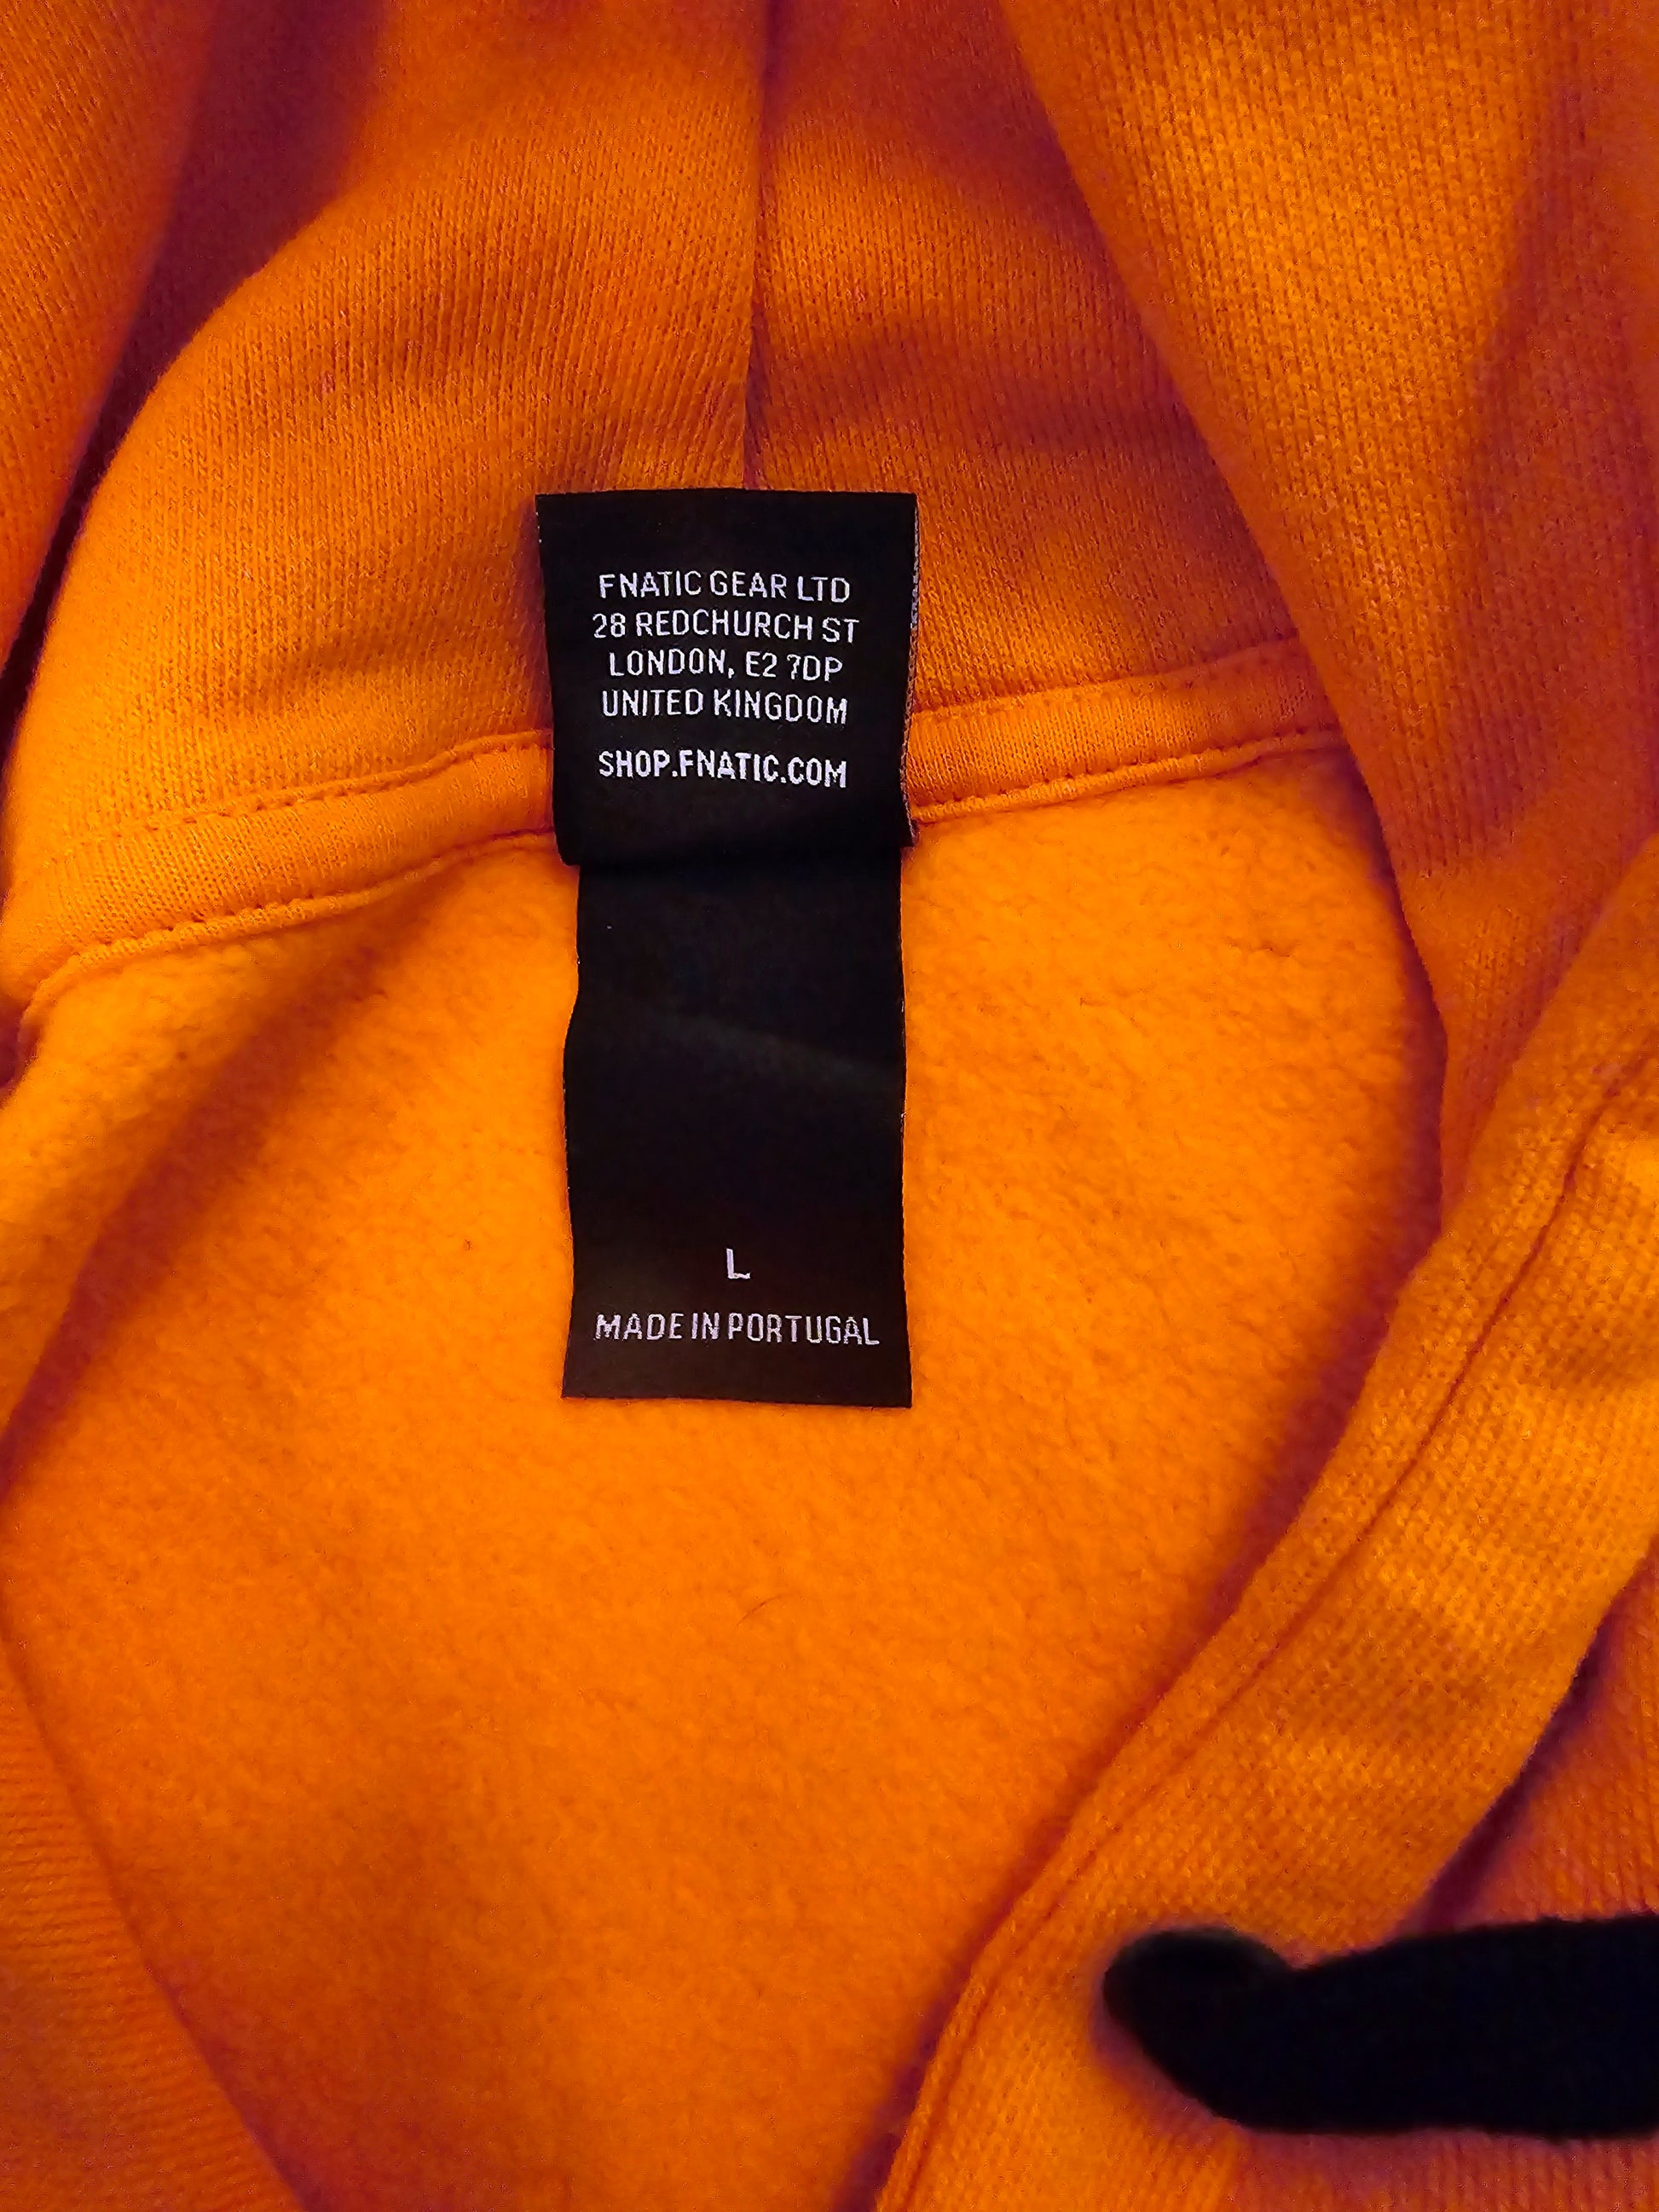 FNATIC GEAR LTD
28 REDCHURCH ST
LONDON, E2 7DP
UNITED KINGDOM
SHOP.FNATIC.COM
L
MADE IN PORTUGAL